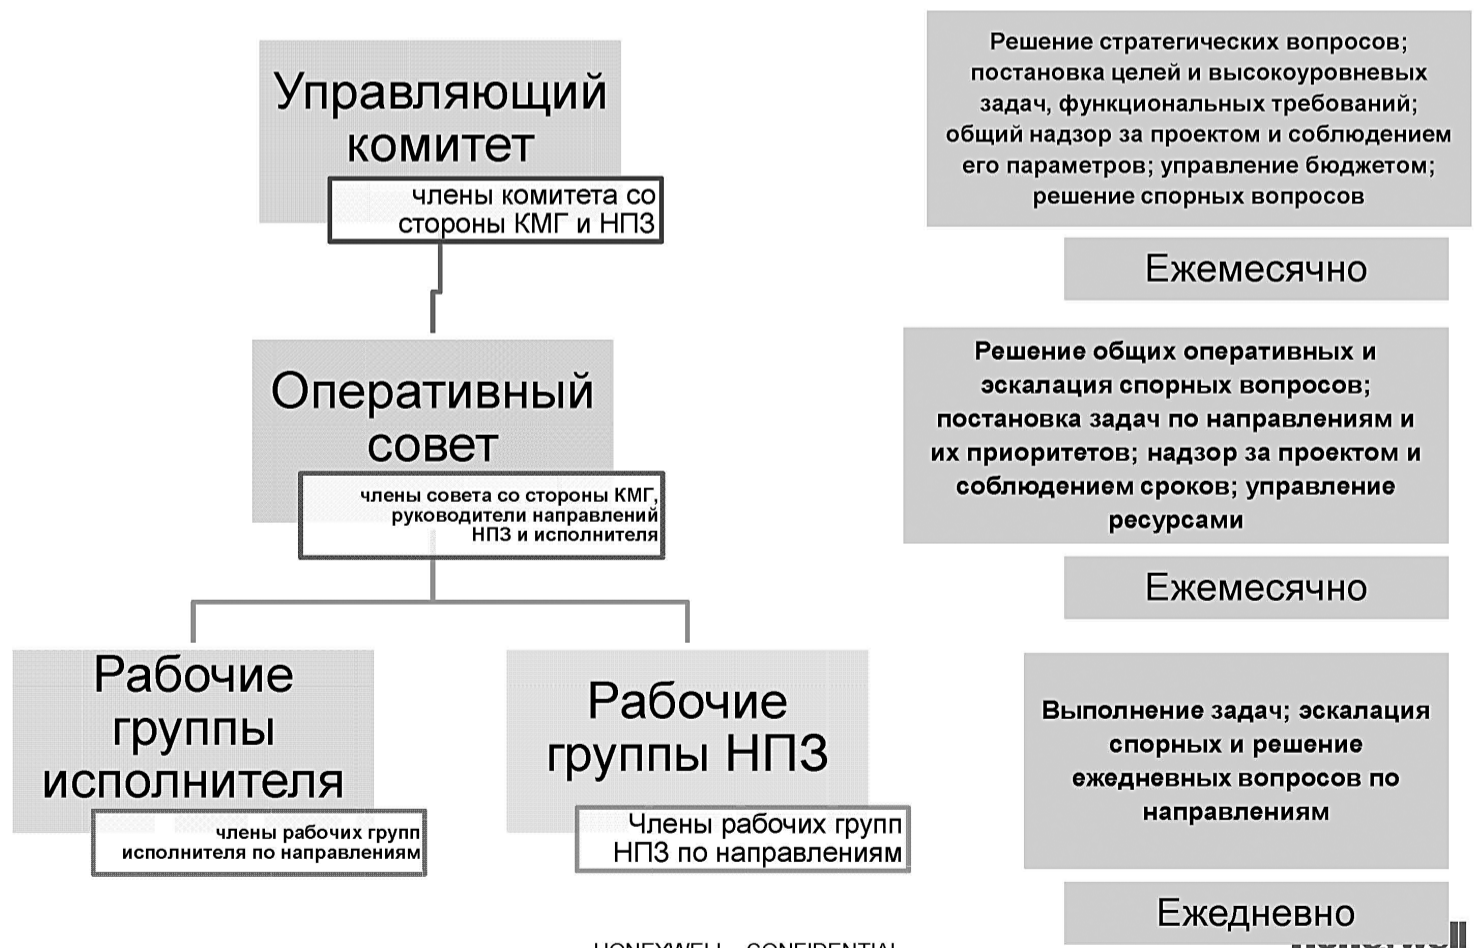 Управляющий
комитет
члены комитета со
стороны КМГ и НПЗ
Решение стратегических вопросов;
постановка целей и высокоуровневых
задач, функциональных требований;
общий надзор за проектом и соблюдением
его параметров; управление бюджетом;
решение спорных вопросов
Ежемесячно
Оперативный
совет
члены совета со стороны КМГ,
руководители направлений
НПЗ и исполнителя
Решение общих оперативных и
эскалация спорных вопросов;
постановка задач по направлениям и
их приоритетов; надзор за проектом и
соблюдением сроков; управление
ресурсами
Ежемесячно
Рабочие
группы
исполнителя
члены рабочих групп
исполнителя по направлениям
Рабочие
группы НПЗ
Члены рабочих групп
НПЗ по направлениям
Выполнение задач; эскалация
спорных и решение
ежедневных вопросов по
направлениям
Ежедневно